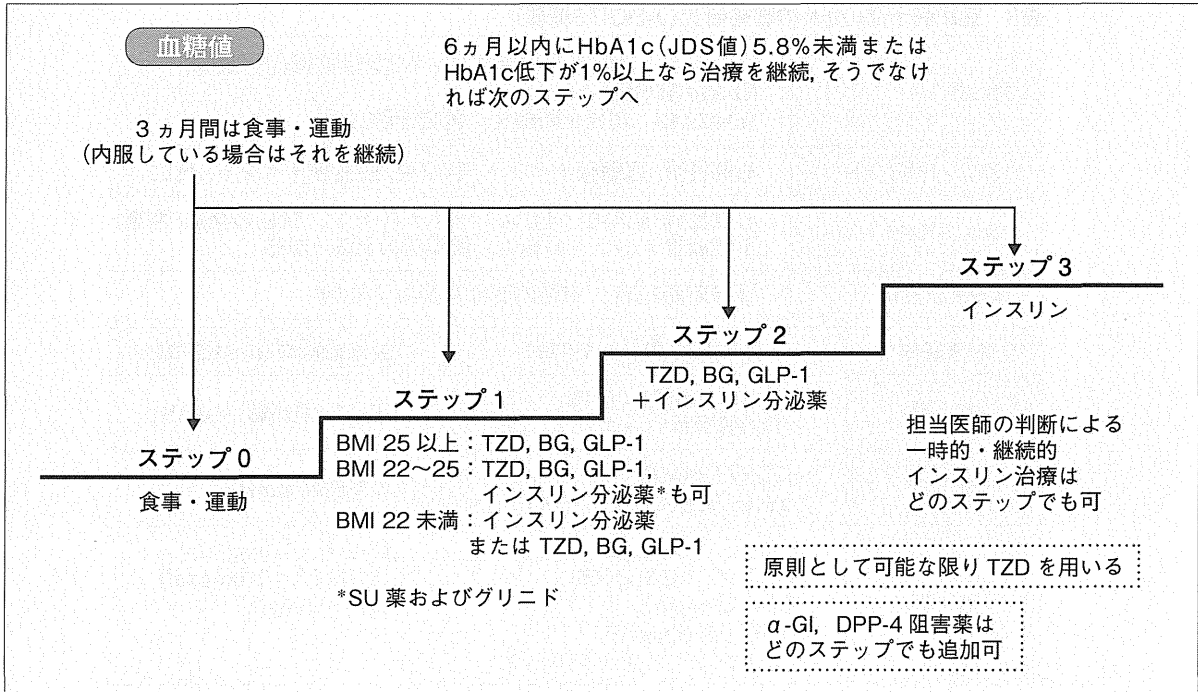 血糖値
6ヵ月以内にHbA1c(JDS値)5.8%未満または
HbA1c低下が1%以上なら治療を継続,そうでなけ
れば次のステップへ
3ヵ月間は食事・運動
(内服している場合はそれを継続)
ステップ3
インスリン
ステップ2
TZD, BG, GLP-1
+インスリン分泌薬
ステップ1
BMI 25以上:TZD, BG, GLP-1
BMI 22~25:TZD, BG, GLP-1,
インスリン分泌薬*も可
BMI 22未満:インスリン分泌薬
または TZD, BG, GLP-1
*SU薬およびグリニド
ステップ0
食事・運動
担当医師の判断による
一時的・継続的
インスリン治療は
どのステップでも可
原則として可能な限りTZDを用いる
α-GI, DPP-4阻害薬は
どのステップでも追加可